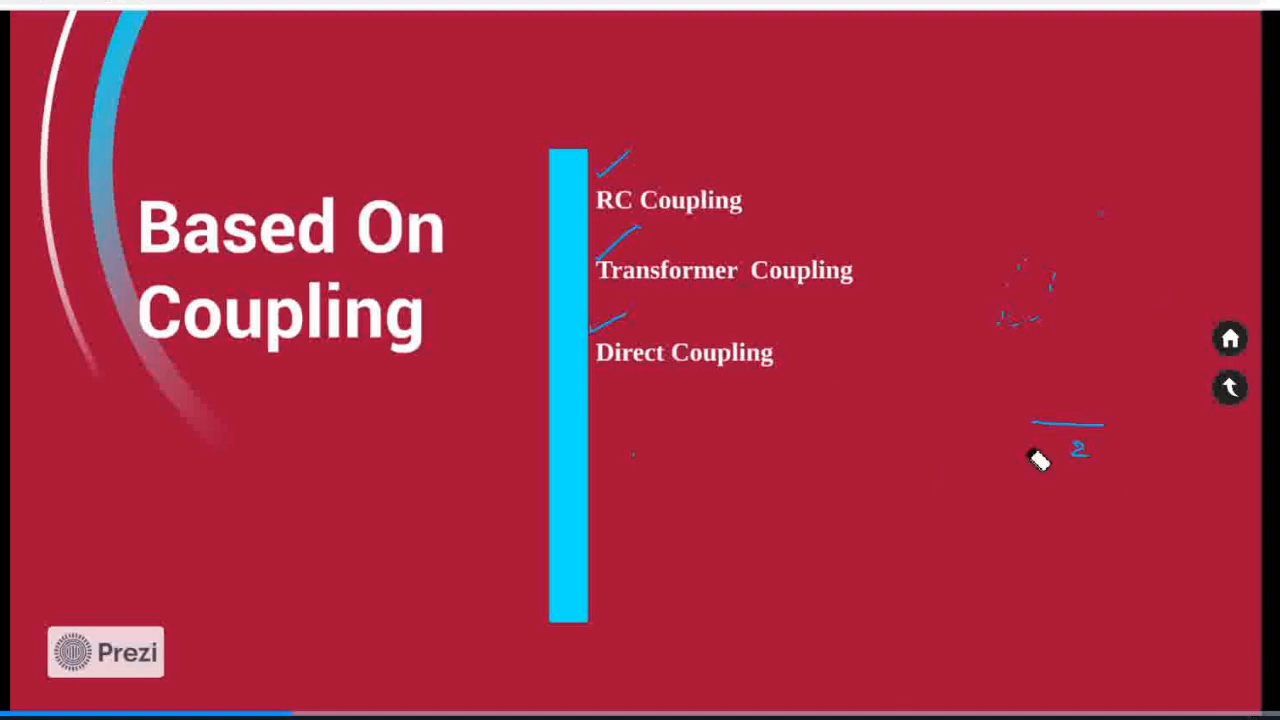 Based On
Coupling
RC Coupling
Transformer Coupling
Direct Coupling
2
Prezi